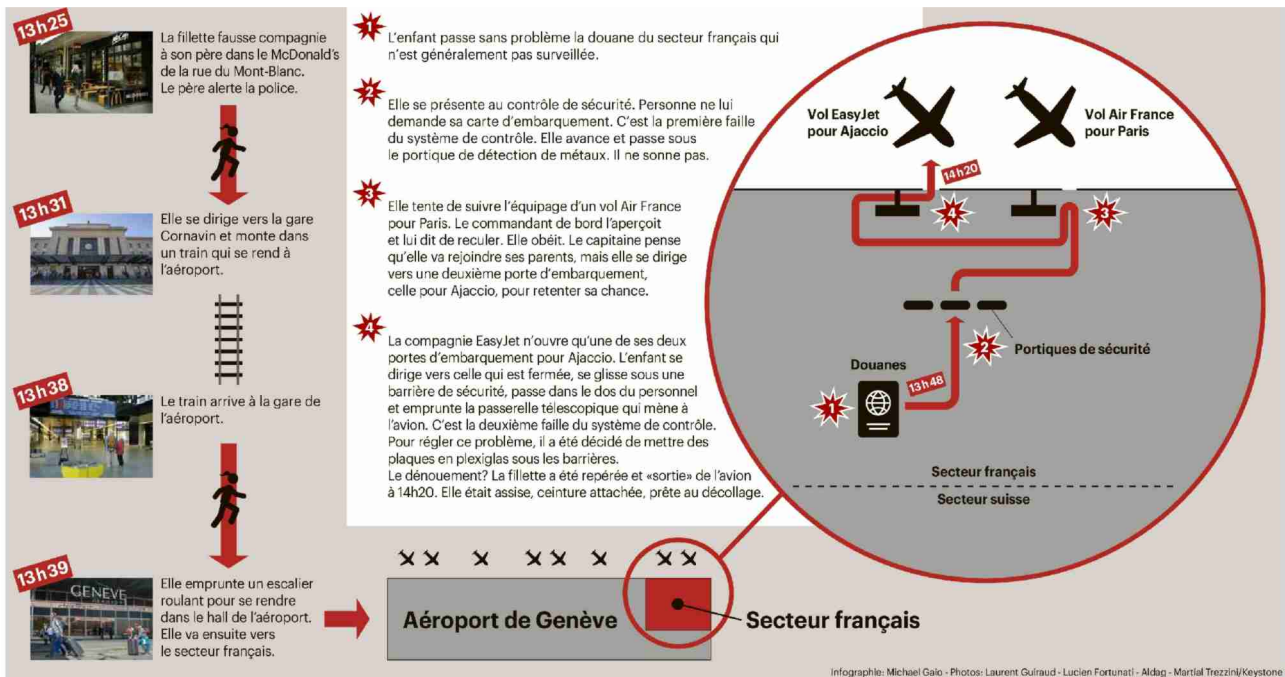 13h25
La fillette fausse compagnie
à son père dans le McDonald's
de la rue du Mont-Blanc.
Le père alerte la police.
13h31
Elle se dirige vers la gare
Cornavin et monte dans
un train qui se rend à
l'aéroport.
13h38
Le train arrive à la gare de
l'aéroport.
13h39
GENÈVE
Elle emprunte un escalier
roulant pour se rendre
dans le hall de l'aéroport.
Elle va ensuite vers
le secteur français.
1
L'enfant passe sans problème la douane du secteur français qui
n'est généralement pas surveillée.
2
Elle se présente au contrôle de sécurité. Personne ne lui
demande sa carte d'embarquement. C'est la première faille
du système de contrôle. Elle avance et passe sous
le portique de détection de métaux. Il ne sonne pas.
3
Elle tente de suivre l'équipage d'un vol Air France
pour Paris. Le commandant de bord l'aperçoit
et lui dit de reculer. Elle obéit. Le capitaine pense
qu'elle va rejoindre ses parents, mais elle se dirige
vers une deuxième porte d'embarquement,
celle pour Ajaccio, pour retenter sa chance.
4
La compagnie EasyJet n'ouvre qu'une de ses deux
portes d'embarquement pour Ajaccio. L'enfant se
dirige vers celle qui est fermée, se glisse sous une
barrière de sécurité, passe dans le dos du personnel
et emprunte la passerelle télescopique qui mène à
l'avion. C'est la deuxième faille du système de contrôle.
Pour régler ce problème, il a été décidé de mettre des
plaques en plexiglas sous les barrières.
Le dénouement? La fillette a été repérée et «sortie» de l'avion
à 14h20. Elle était assise, ceinture attachée, prête au décollage.
Vol EasyJet
pour Ajaccio
Vol Air France
pour Paris
14h20
4
3
2
Portiques de sécurité
Douanes
13h48
1
Secteur français
Secteur suisse
Aéroport de Genève
Secteur français
Infographie: Michael Gaio - Photos: Laurent Guiraud - Lucien Fortunati - Aldag - Martial Trezzini/Keystone